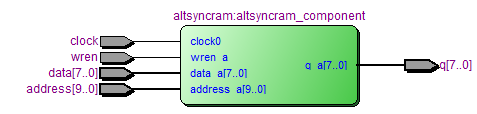 altsyncram:altsyncram_component
clock
clock0
wren
wren_a
data[7..0]
data_a[7..0]
q_a[7..0]
q[7..0]
address[9..0]
address_a[9..0]